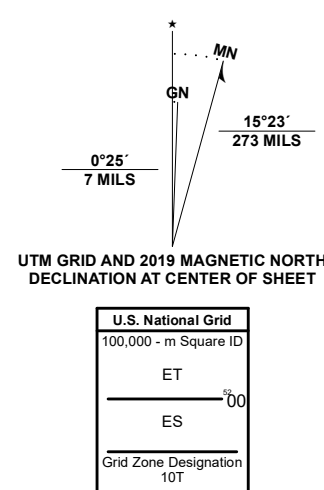 ★
MN
GN
15°23´
273 MILS
0°25´
7 MILS
UTM GRID AND 2019 MAGNETIC NORTH
DECLINATION AT CENTER OF SHEET
U.S. National Grid
100,000 - m Square ID
ET
52 00
ES
Grid Zone Designation
10T